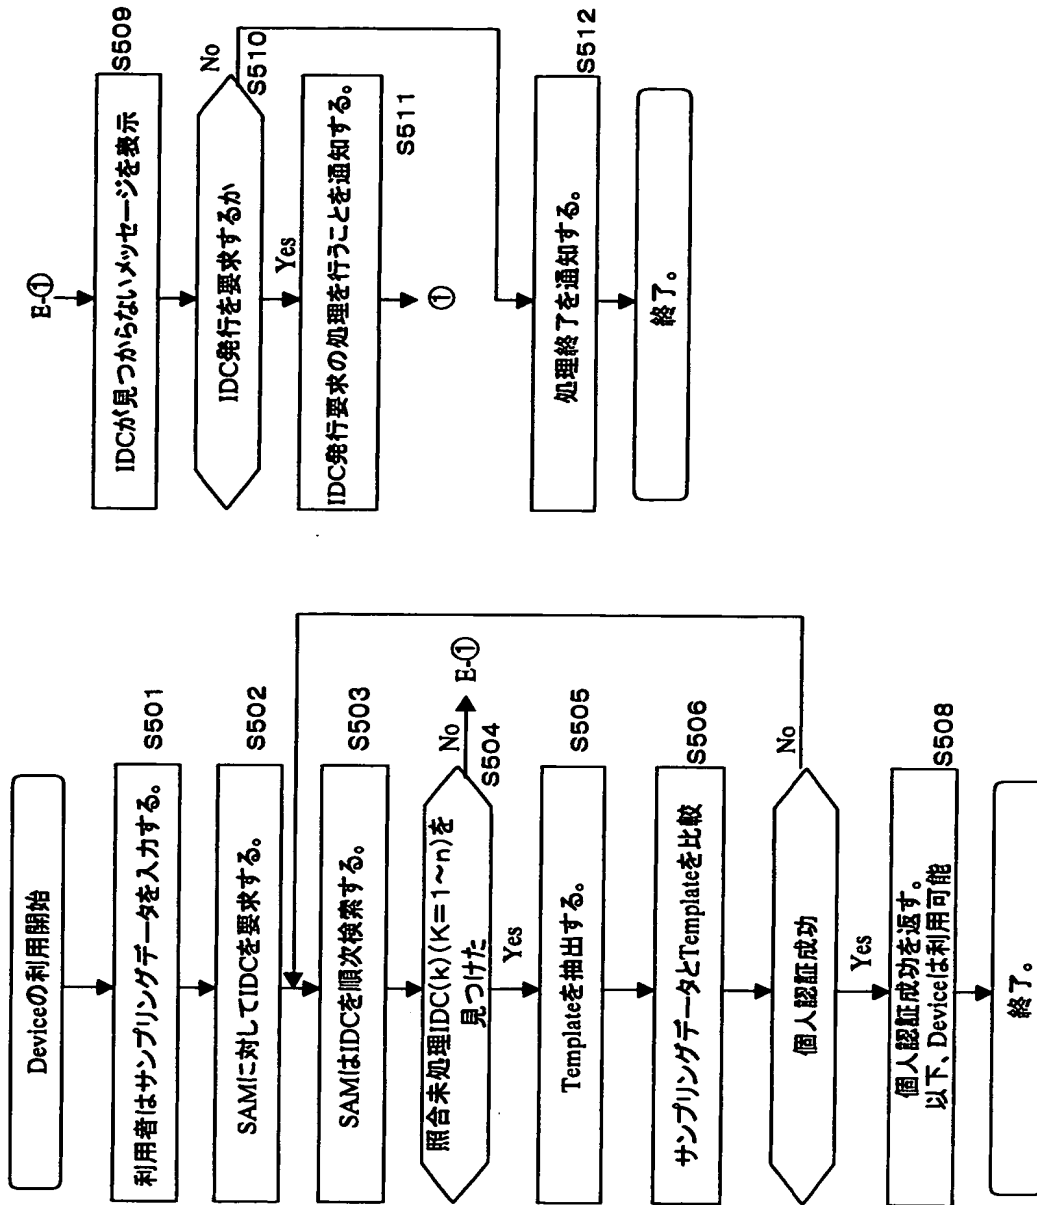 Deviceの利用開始
利用者はサンプリングデータを入力する。
S501
SAMに対してIDCを要求する。
S502
SAMはIDCを順次検索する。
S503
照合未処理IDC(k)(K=1~n)を
見つけた
No
E-①
S504
Yes
Templateを抽出する。
S505
サンプリングデータとTemplateを比較
S506
個人認証成功
No
Yes
個人認証成功を返す。
以下、Deviceは利用可能
S508
終了。
E-①
IDCが見つからないメッセージを表示
S509
IDC発行を要求するか
No
S510
Yes
IDC発行要求の処理を行うことを通知する。
S511
①
処理終了を通知する。
S512
終了。